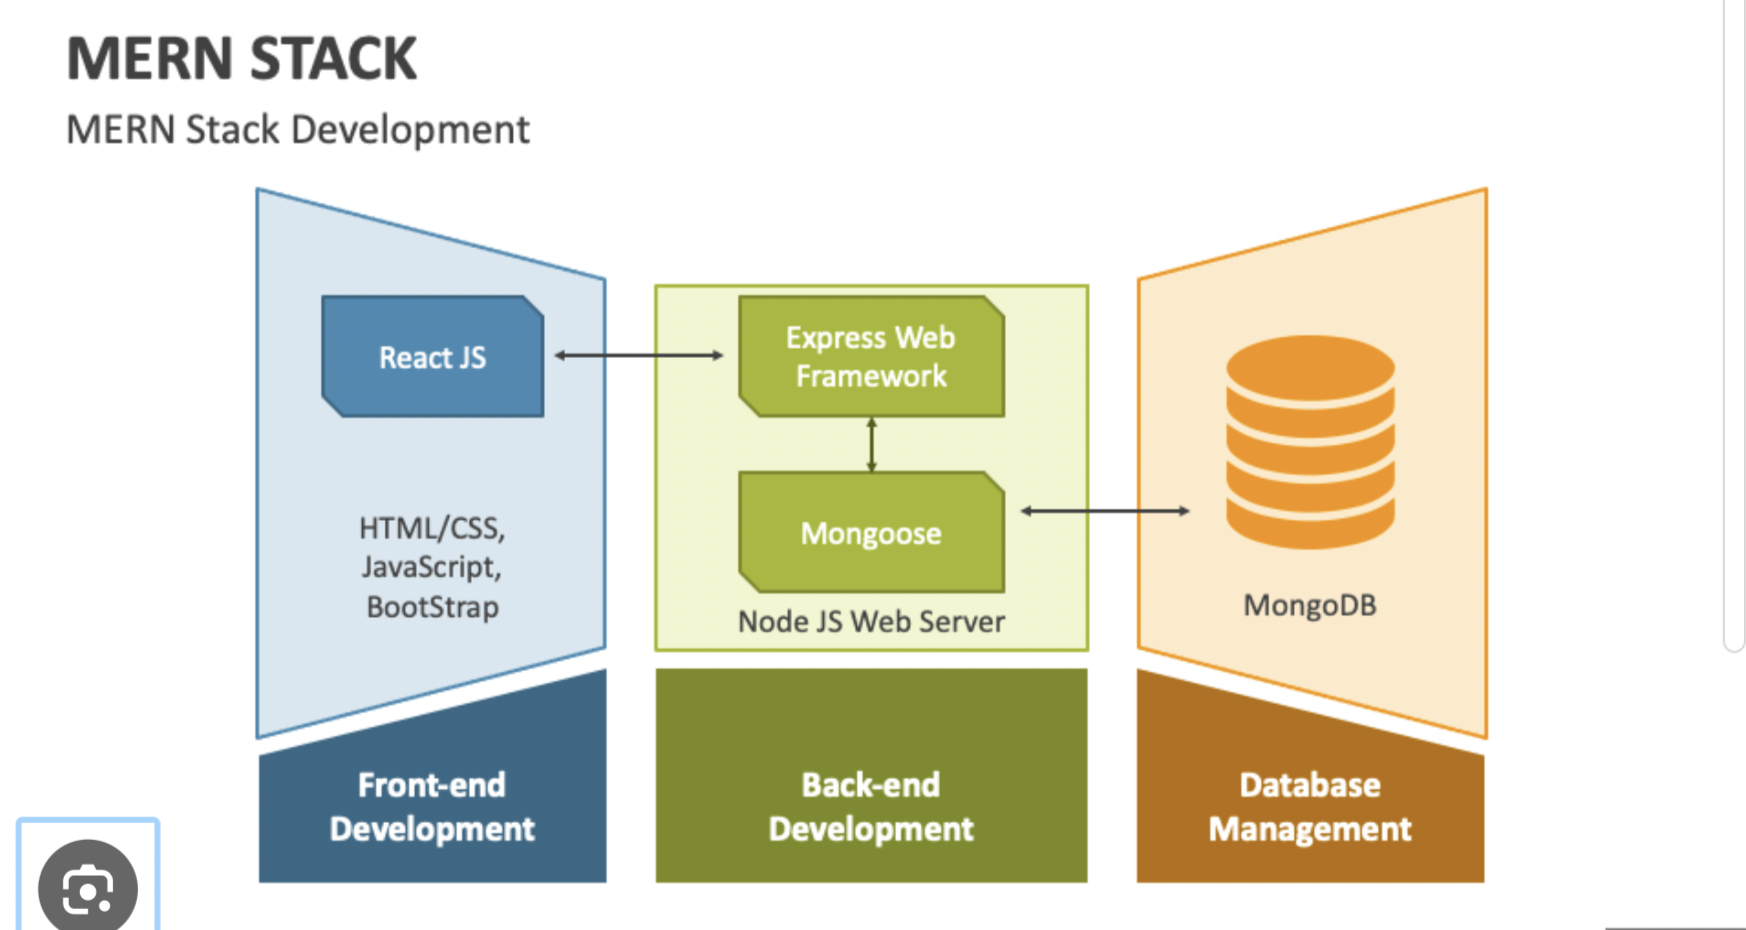 MERN STACK
MERN Stack Development
React JS
HTML/CSS,
JavaScript,
BootStrap
Front-end
Development
Express Web
Framework
Mongoose
Node JS Web Server
Back-end
Development
MongoDB
Database
Management